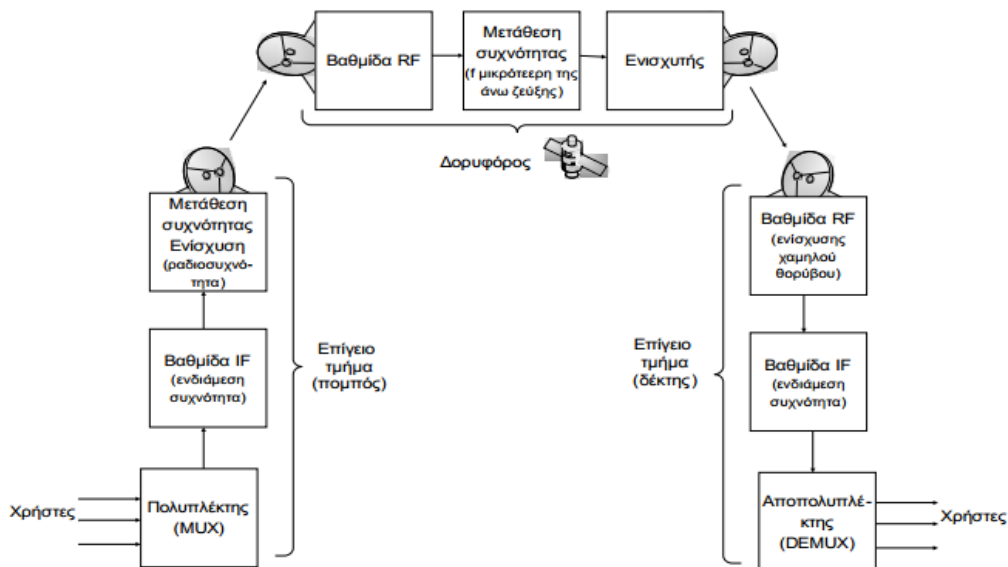 Βαθμίδα RF
Μετάθεση
συχνότητας
(f μικρότεερη της
άνω ζεύξης)
Ενισχυτής
Δορυφόρος
Μετάθεση
συχνότητας
Ενίσχυση
(ραδιοσυχνό-
τητα)
Βαθμίδα IF
(ενδιάμεση
συχνότητα)
Επίγειο
τμήμα
(πομπός)
Χρήστες
Πολυπλέκτης
(MUX)
Βαθμίδα RF
(ενίσχυσης
χαμηλού
θορύβου)
Επίγειο
τμήμα
(δέκτης)
Βαθμίδα IF
(ενδιάμεση
συχνότητα)
Αποπολυπλέ-
κτης
(DEMUX)
Χρήστες